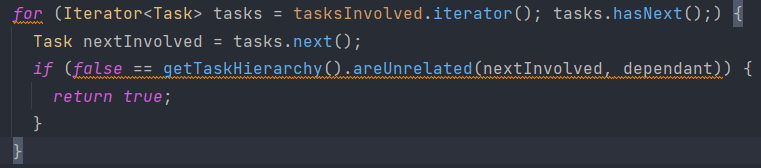 for (Iterator<Task> tasks = tasksInvolved.iterator(); tasks.hasNext();) {
  Task nextInvolved = tasks.next();
  if (false == getTaskHierarchy().areUnrelated(nextInvolved, dependant)) {
    return true;
  }
}